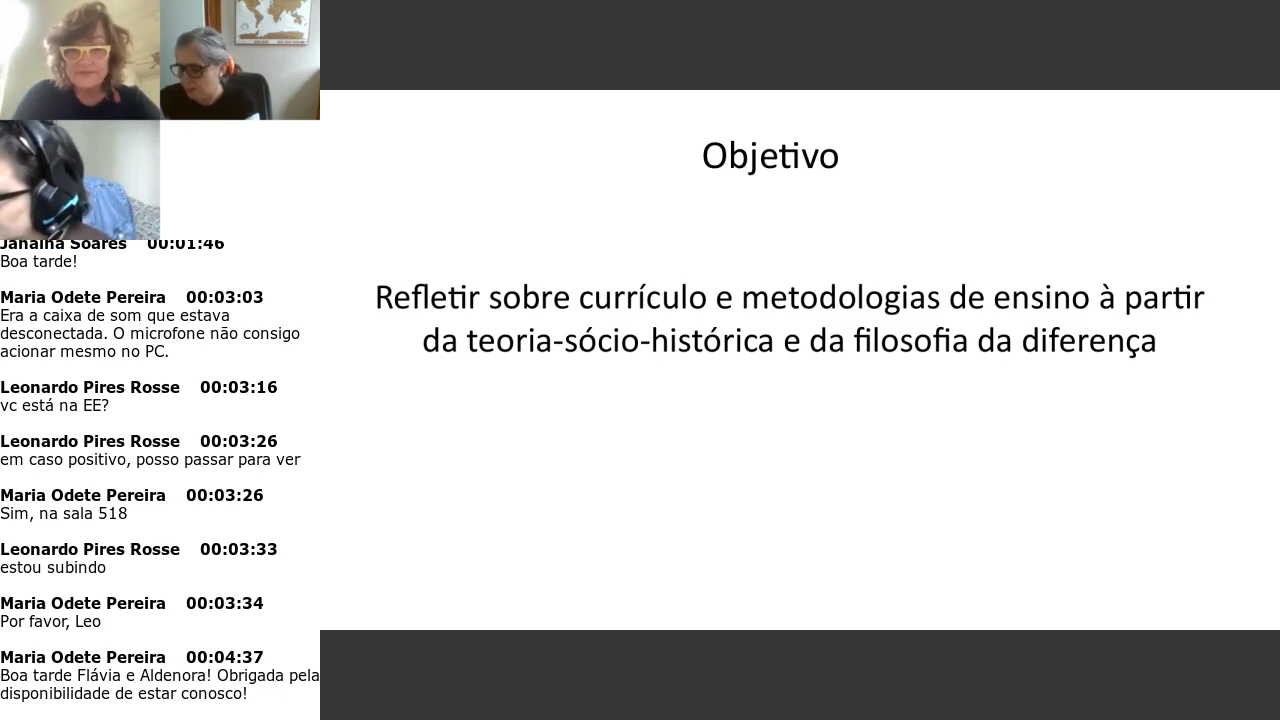 Janaína Soares 00:01:46
Boa tarde!
Maria Odete Pereira 00:03:03
Era a caixa de som que estava
desconectada. O microfone não consigo
acionar mesmo no PC.
Leonardo Pires Rosse 00:03:16
vc está na EE?
Leonardo Pires Rosse 00:03:26
em caso positivo, posso passar para ver
Maria Odete Pereira 00:03:26
Sim, na sala 518
Leonardo Pires Rosse 00:03:33
estou subindo
Maria Odete Pereira 00:03:34
Por favor, Leo
Maria Odete Pereira 00:04:37
Boa tarde Flávia e Aldenora! Obrigada pela
disponibilidade de estar conosco!
Objetivo
Refletir sobre currículo e metodologias de ensino à partir
da teoria-sócio-histórica e da filosofia da diferença